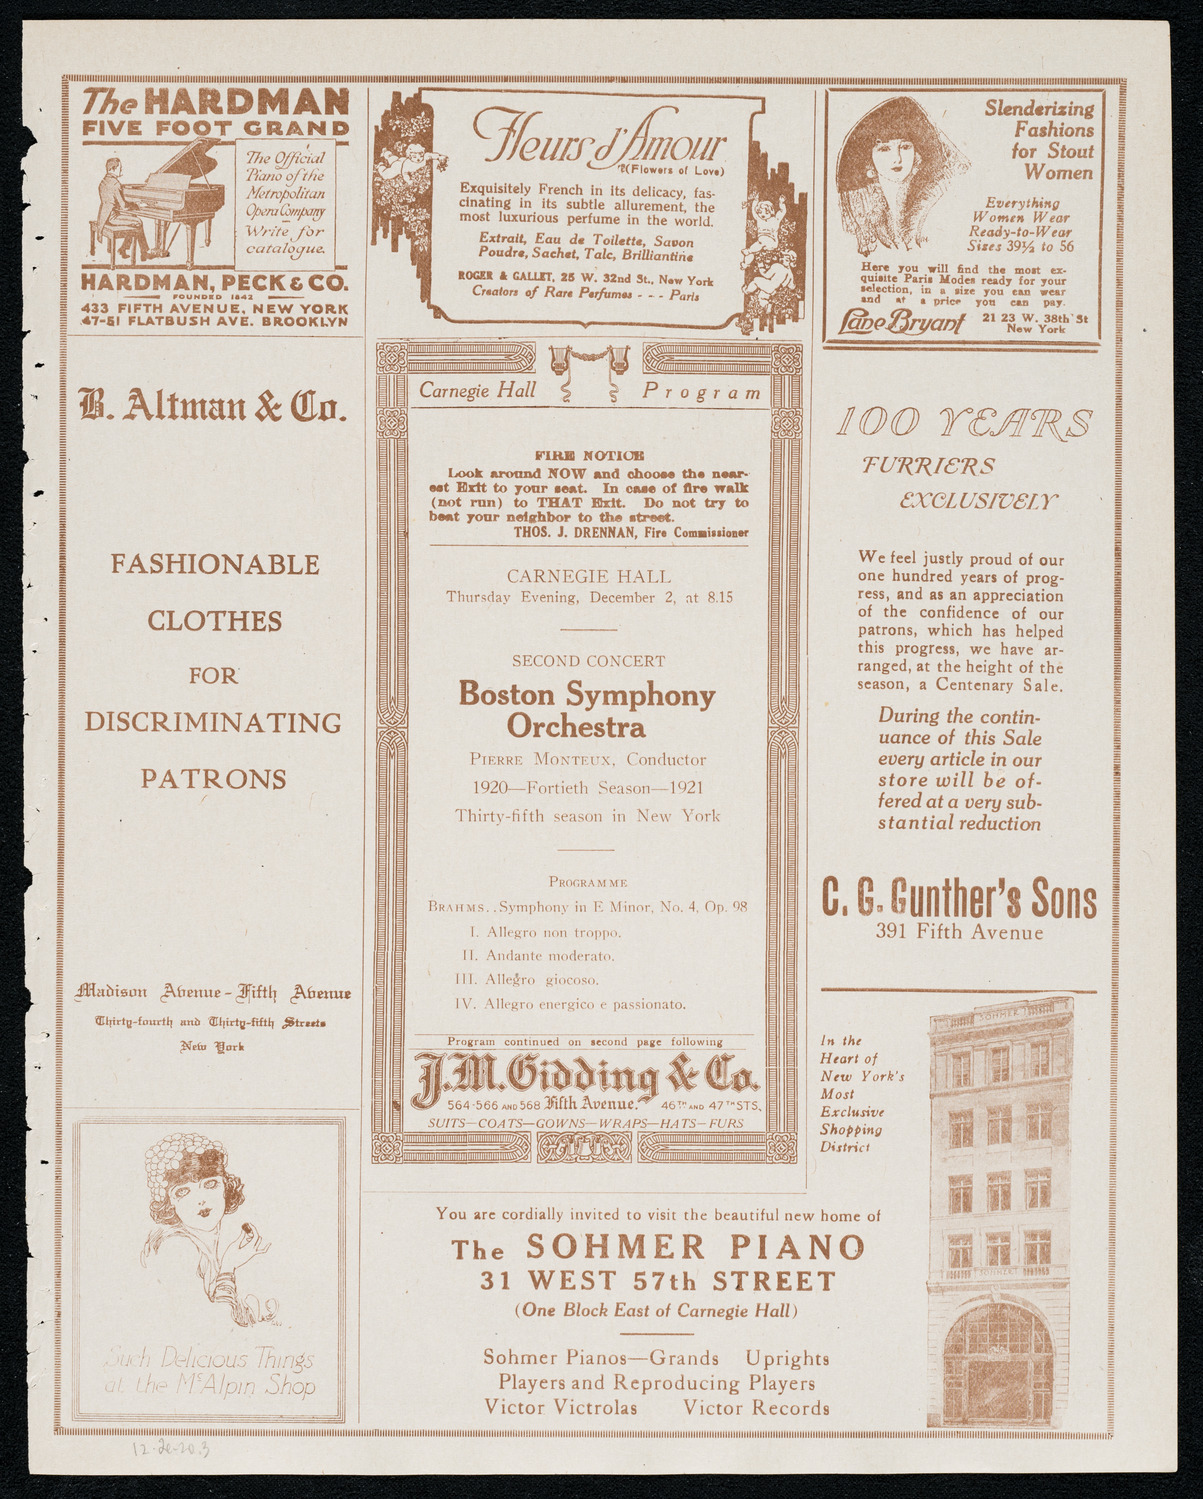 The HARDMAN
FIVE FOOT GRAND
The Official
Piano of the
Metropolitan
Opera Company
Write for
catalogue.
HARDMAN, PECK & CO.
FOUNDED 1842
433 FIFTH AVENUE, NEW YORK
47-51 FLATBUSH AVE. BROOKLYN
Fleurs d'Amour
(Flowers of Love)
Exquisitely French in its delicacy, fas-
cinating in its subtle allurement, the
most luxurious perfume in the world.
Extrait, Eau de Toilette, Savon
Poudre, Sachet, Talc, Brilliantine
ROGER & GALLET, 25 W. 32nd St., New York
Creators of Rare Perfumes - - - Paris
Slenderizing
Fashions
for Stout
Women
Everything
Women Wear
Ready-to-Wear
Sizes 39½ to 56
Here you will find the most ex-
quisite Paris Modes ready for your
selection, in a size you can wear
and at a price you can pay.
Lane Bryant 21 23 W. 38th St
New York
B. Altman & Co.
FASHIONABLE
CLOTHES
FOR
DISCRIMINATING
PATRONS
Madison Avenue - Fifth Avenue
Thirty-fourth and Thirty-fifth Streets
New York
Such Delicious Things
at the McAlpin Shop
Carnegie Hall Program
FIRE NOTICE
Look around NOW and choose the near-
est Exit to your seat. In case of fire walk
(not run) to THAT Exit. Do not try to
beat your neighbor to the street.
THOS. J. DRENNAN, Fire Commissioner
CARNEGIE HALL
Thursday Evening, December 2, at 8.15
SECOND CONCERT
Boston Symphony
Orchestra
PIERRE MONTEUX, Conductor
1920—Fortieth Season—1921
Thirty-fifth season in New York
PROGRAMME
BRAHMS..Symphony in E Minor, No. 4, Op. 98
I. Allegro non troppo.
II. Andante moderato.
III. Allegro giocoso.
IV. Allegro energico e passionato.
Program continued on second page following
J.M. Gidding & Co.
564-566 AND 568 Fifth Avenue. 46TH AND 47TH STS.
SUITS—COATS—GOWNS—WRAPS—HATS—FURS
100 YEARS
FURRIERS
EXCLUSIVELY
We feel justly proud of our
one hundred years of prog-
ress, and as an appreciation
of the confidence of our
patrons, which has helped
this progress, we have ar-
ranged, at the height of the
season, a Centenary Sale.
During the contin-
uance of this Sale
every article in our
store will be of-
fered at a very sub-
stantial reduction
C. G. Gunther's Sons
391 Fifth Avenue
In the
Heart of
New York's
Most
Exclusive
Shopping
District
SOHMER
SOHMER
You are cordially invited to visit the beautiful new home of
The SOHMER PIANO
31 WEST 57th STREET
(One Block East of Carnegie Hall)
Sohmer Pianos—Grands Uprights
Players and Reproducing Players
Victor Victrolas Victor Records
12-2e-20.3